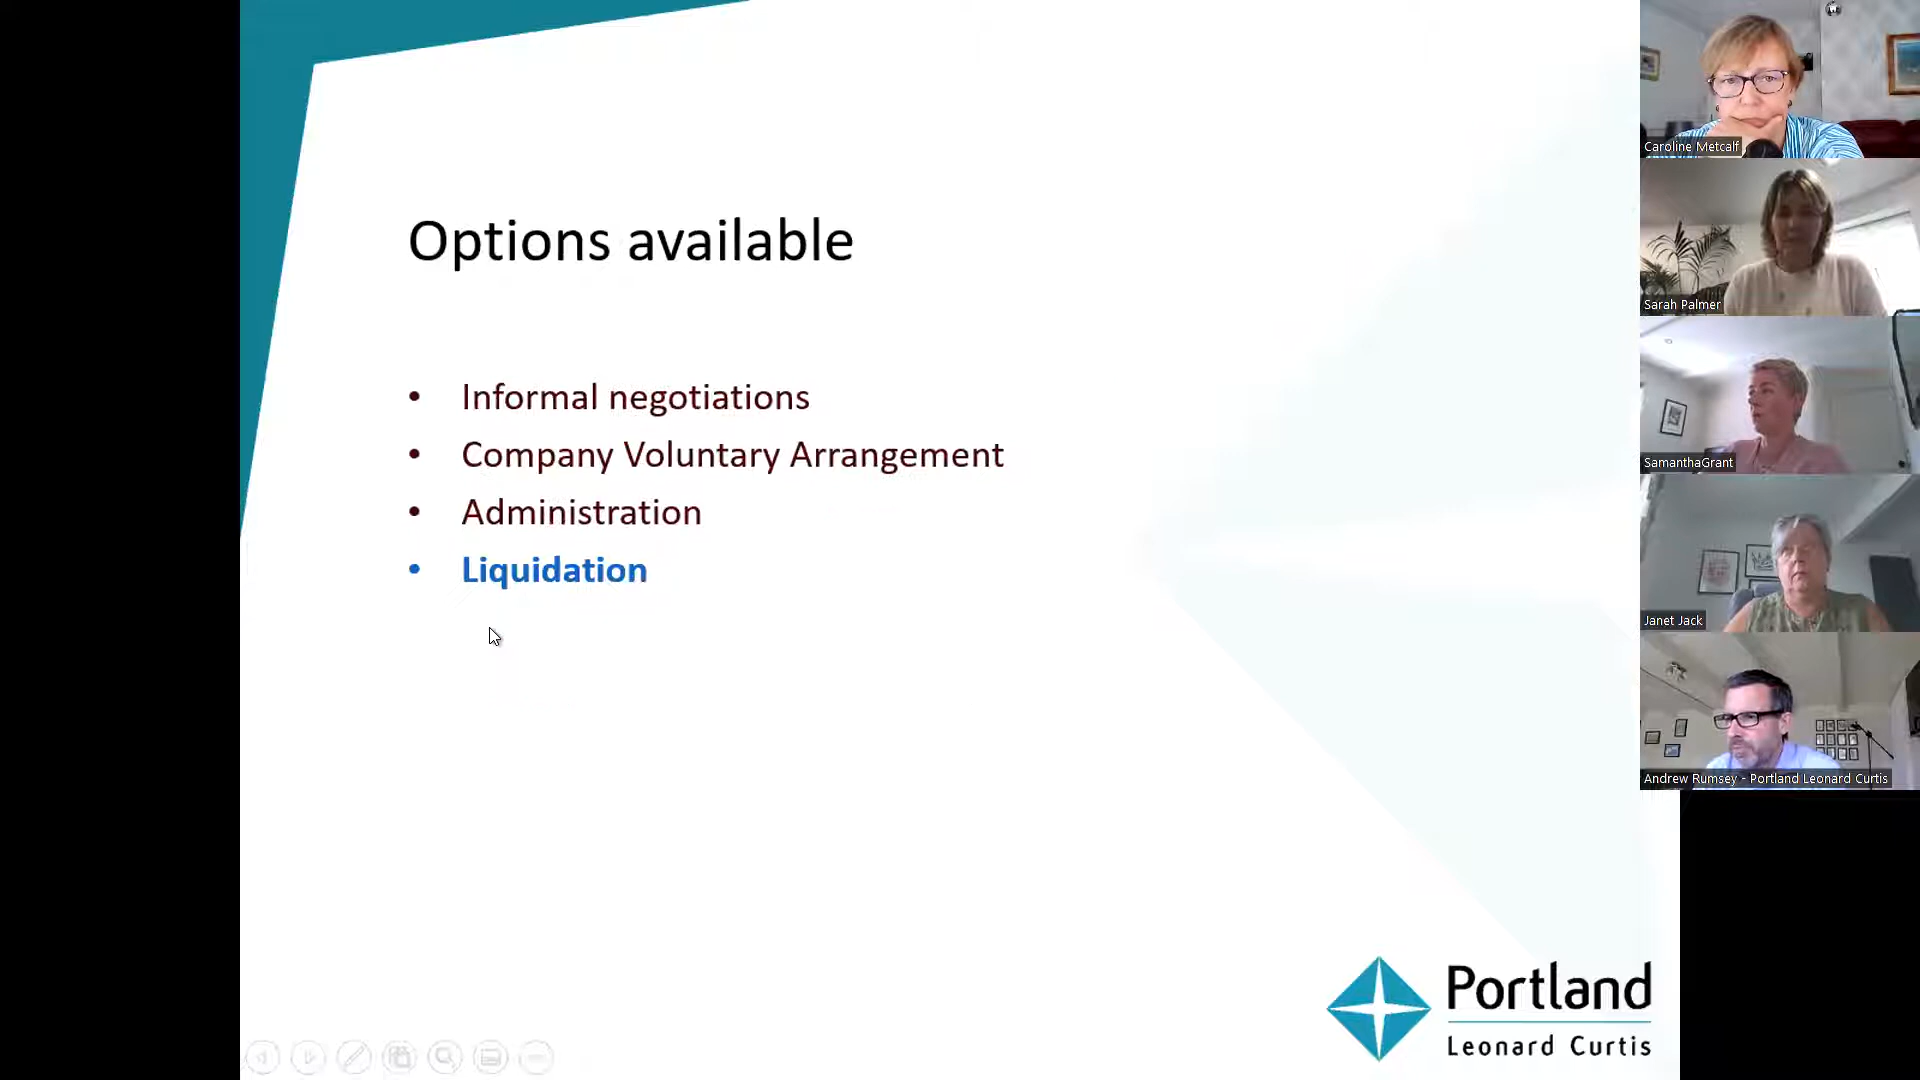 Options available
• Informal negotiations
• Company Voluntary Arrangement
• Administration
• Liquidation
Portland
Leonard Curtis
Caroline Metcalf
Sarah Palmer
SamanthaGrant
Janet Jack
Andrew Rumsey - Portland Leonard Curtis